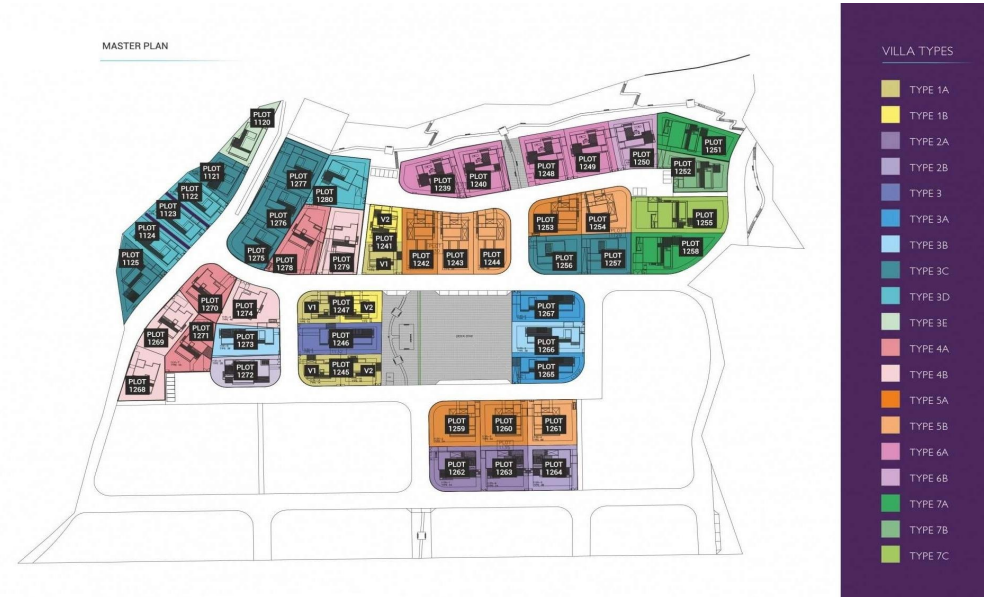 MASTER PLAN
PLOT
1120
PLOT
1121
PLOT
1122
PLOT
1123
PLOT
1124
PLOT
1125
PLOT
1277
PLOT
1280
PLOT
1276
PLOT
1275
PLOT
1278
PLOT
1279
V2
PLOT
1241
V1
PLOT
1242
PLOT
1243
PLOT
1244
PLOT
1239
PLOT
1240
PLOT
1248
PLOT
1249
PLOT
1250
PLOT
1251
PLOT
1252
PLOT
1253
PLOT
1254
PLOT
1255
PLOT
1256
PLOT
1257
PLOT
1258
PLOT
1270
PLOT
1274
PLOT
1269
PLOT
1271
PLOT
1273
PLOT
1272
PLOT
1268
V1
PLOT
1247
V2
PLOT
1246
V1
PLOT
1245
V2
PLOT
1267
PLOT
1266
PLOT
1265
PLOT
1259
PLOT
1260
PLOT
1261
PLOT
1262
PLOT
1263
PLOT
1264
VILLA TYPES
TYPE 1A
TYPE 1B
TYPE 2A
TYPE 2B
TYPE 3
TYPE 3A
TYPE 3B
TYPE 3C
TYPE 3D
TYPE 3E
TYPE 4A
TYPE 4B
TYPE 5A
TYPE 5B
TYPE 6A
TYPE 6B
TYPE 7A
TYPE 7B
TYPE 7C